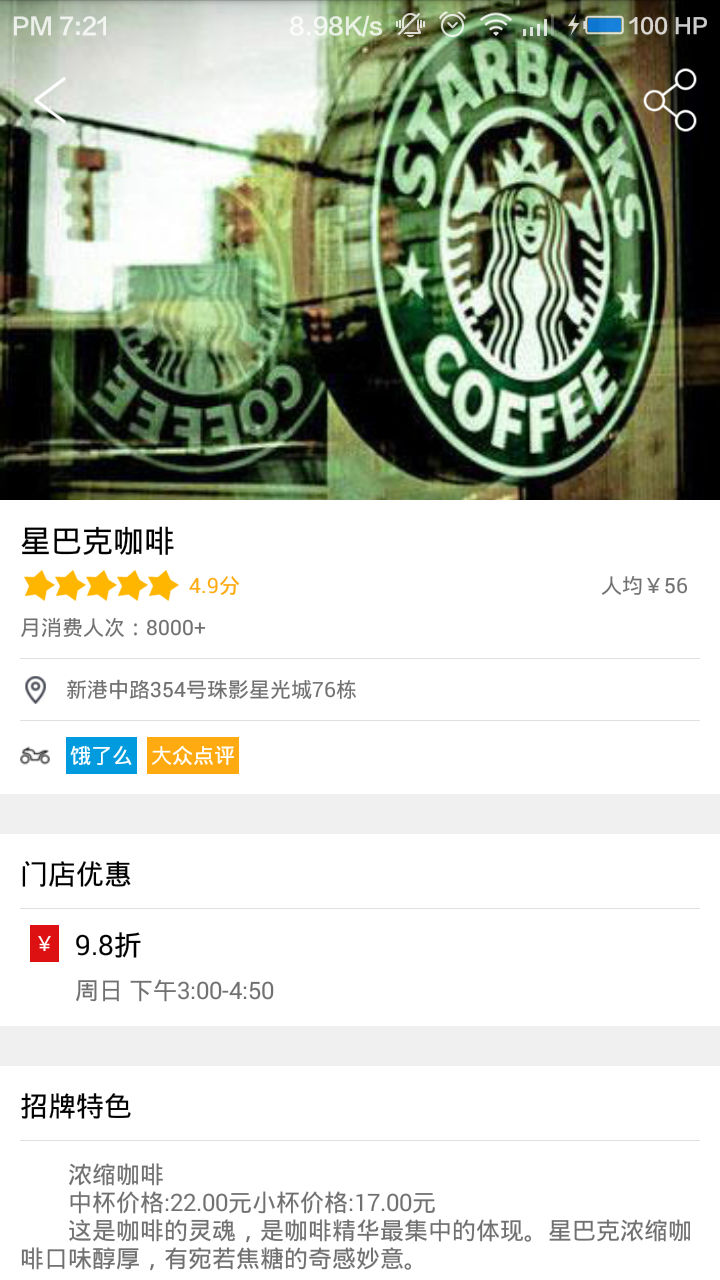 PM 7:21 8.98K/s 100 HP
STARBUCKS
COFFEE
COFFEE
星巴克咖啡
4.9分 人均￥56
月消费人次：8000+
新港中路354号珠影星光城76栋
饿了么 大众点评
门店优惠
￥ 9.8折
周日 下午3:00-4:50
招牌特色
浓缩咖啡
中杯价格:22.00元小杯价格:17.00元
这是咖啡的灵魂，是咖啡精华最集中的体现。星巴克浓缩咖
啡口味醇厚，有宛若焦糖的奇感妙意。